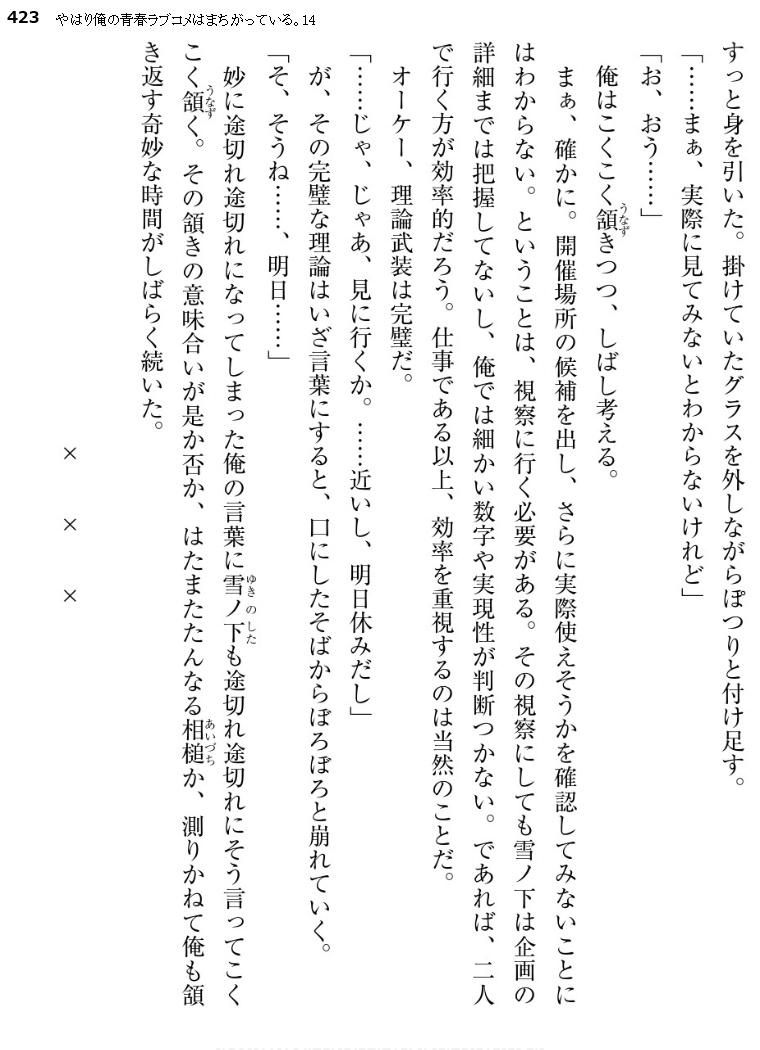 423 やはり俺の青春ラブコメはまちがっている。14
すっと身を引いた。掛けていたグラスを外しながらぽつりと付け足す。
「……まぁ、実際に見てみないとわからないけれど」
「お、おう……」
俺はこくこく頷きつつ、しばし考える。
まぁ、確かに。開催場所の候補を出し、さらに実際使えそうかを確認してみないことに
はわからない。ということは、視察に行く必要がある。その視察にしても雪ノ下は企画の
詳細までは把握してないし、俺では細かい数字や実現性が判断つかない。であれば、二人
で行く方が効率的だろう。仕事である以上、効率を重視するのは当然のことだ。
オーケー、理論武装は完璧だ。
「……じゃ、じゃあ、見に行くか。……近いし、明日休みだし」
が、その完璧な理論はいざ言葉にすると、口にしたそばからぼろぼろと崩れていく。
「そ、そうね……、明日……」
妙に途切れ途切れになってしまった俺の言葉に雪ノ下も途切れ途切れにそう言ってこく
こく頷く。その頷きの意味合いが是か否か、はたまたたんなる相槌か、測りかねて俺も頷
き返す奇妙な時間がしばらく続いた。
× × ×